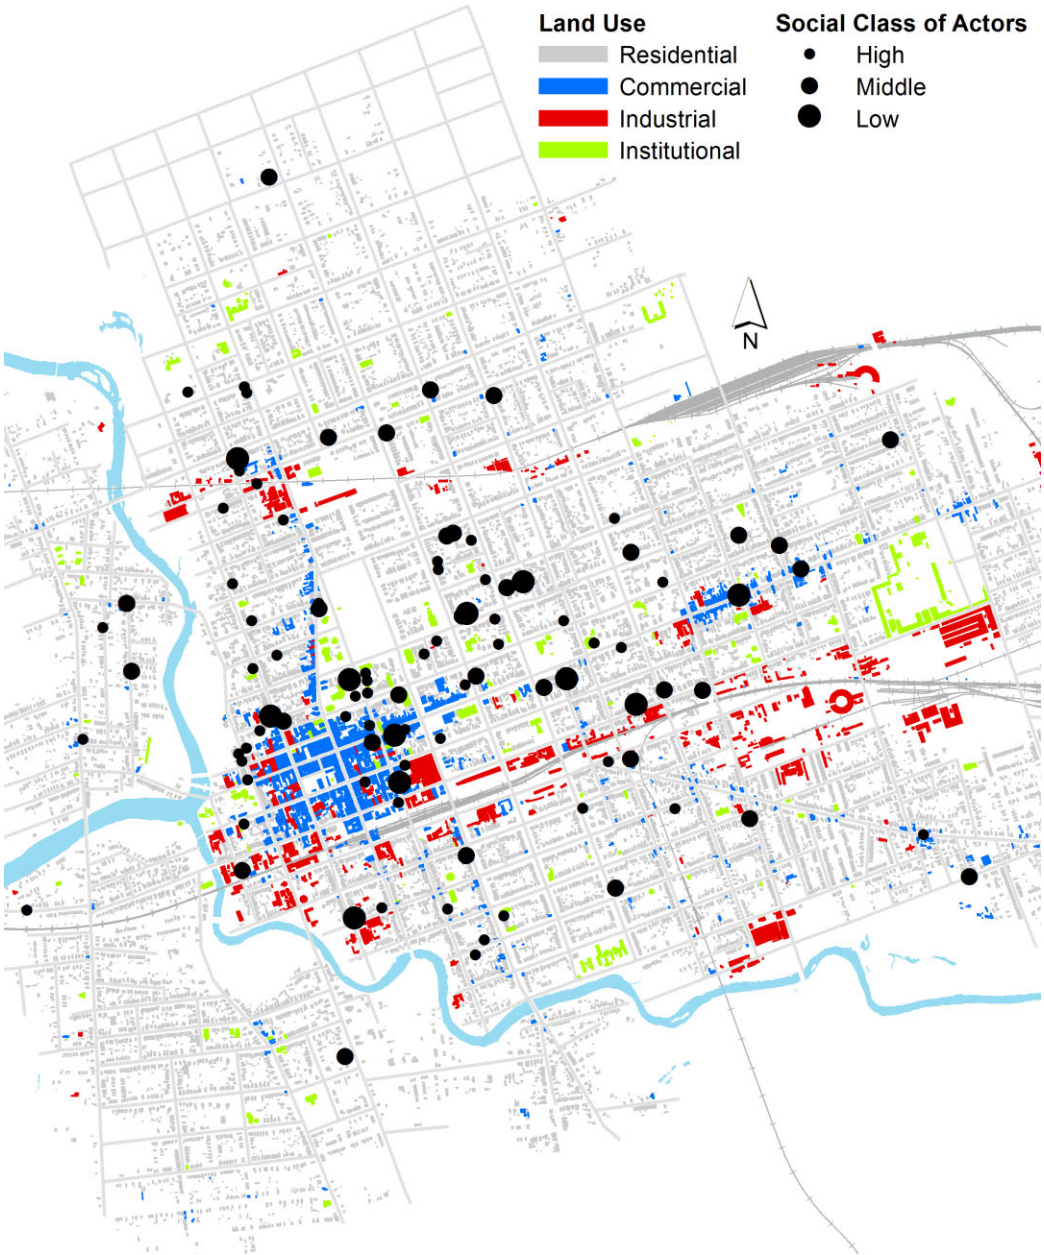 Land Use
Residential
Commercial
Industrial
Institutional
Social Class of Actors
High
Middle
Low
N